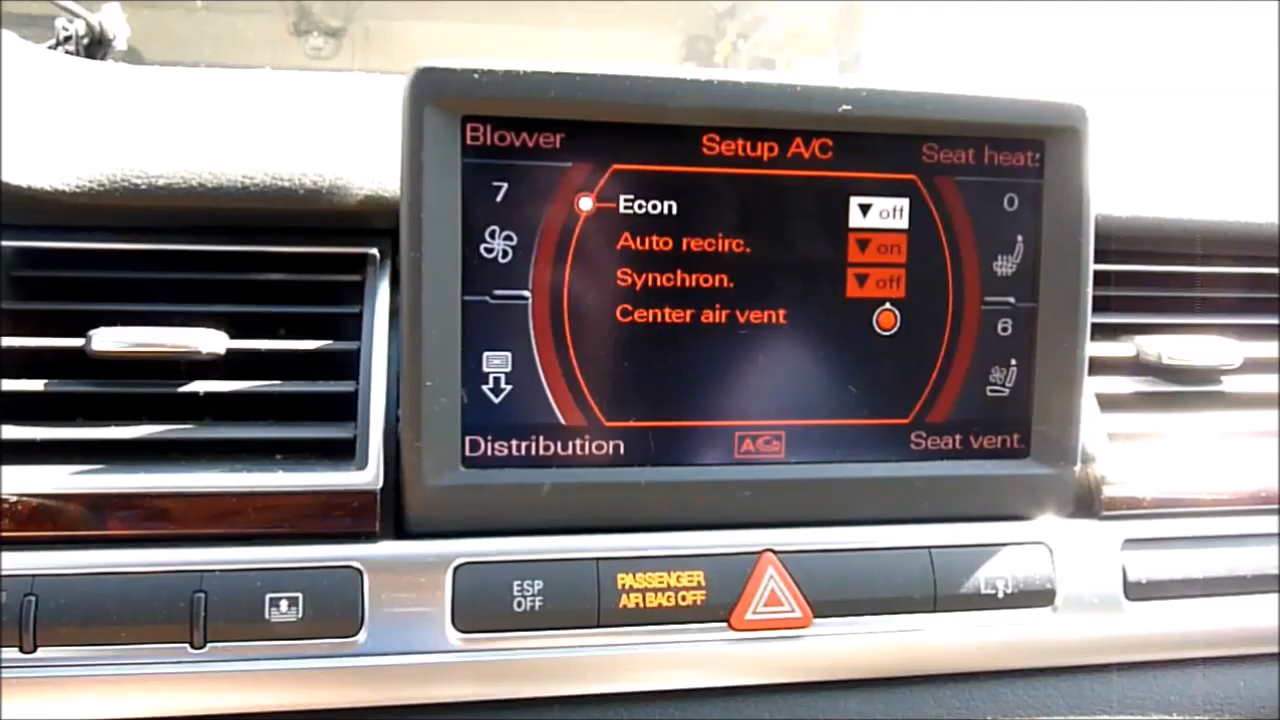 Blower
Setup A/C
Seat heat.
7
Econ
off
0
Auto recirc.
on
Synchron.
off
Center air vent
6
Distribution
AC
Seat vent.
ESP
OFF
PASSENGER
AIR BAG OFF